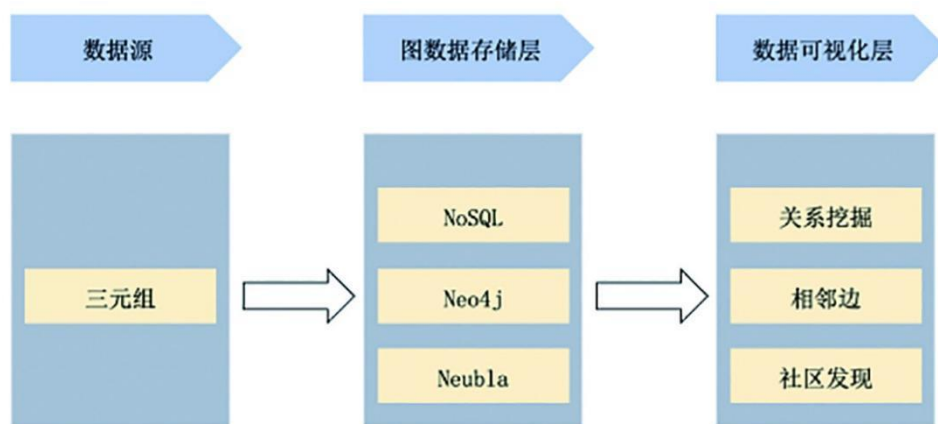 数据源
图数据存储层
数据可视化层
三元组
NoSQL
Neo4j
Neubla
关系挖掘
相邻边
社区发现